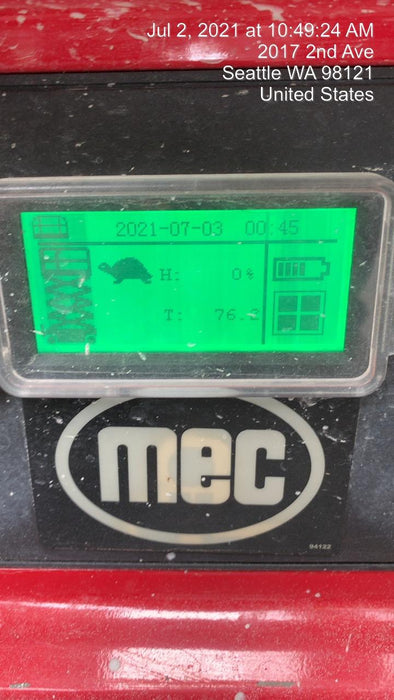 Jul 2, 2021 at 10:49:24 AM
2017 2nd Ave
Seattle WA 98121
United States
2021-07-03 00:45
H: 0%
T: 76.
mec
94122